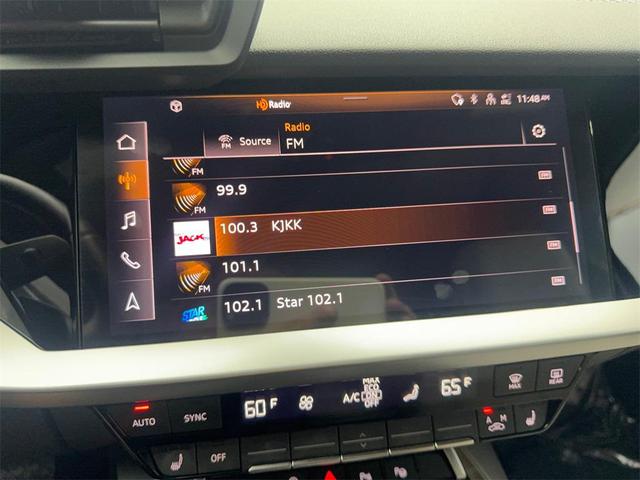 HD Radio
11:48 AM
Radio
FM Source FM
FM
99.9
FM
JACK 100.3 KJKK
101.1
FM
STAR 102.1 Star 102.1
MAX
ECO
60 F A/C ON 65 F
OFF
MAX REAR
AUTO SYNC A M
OFF